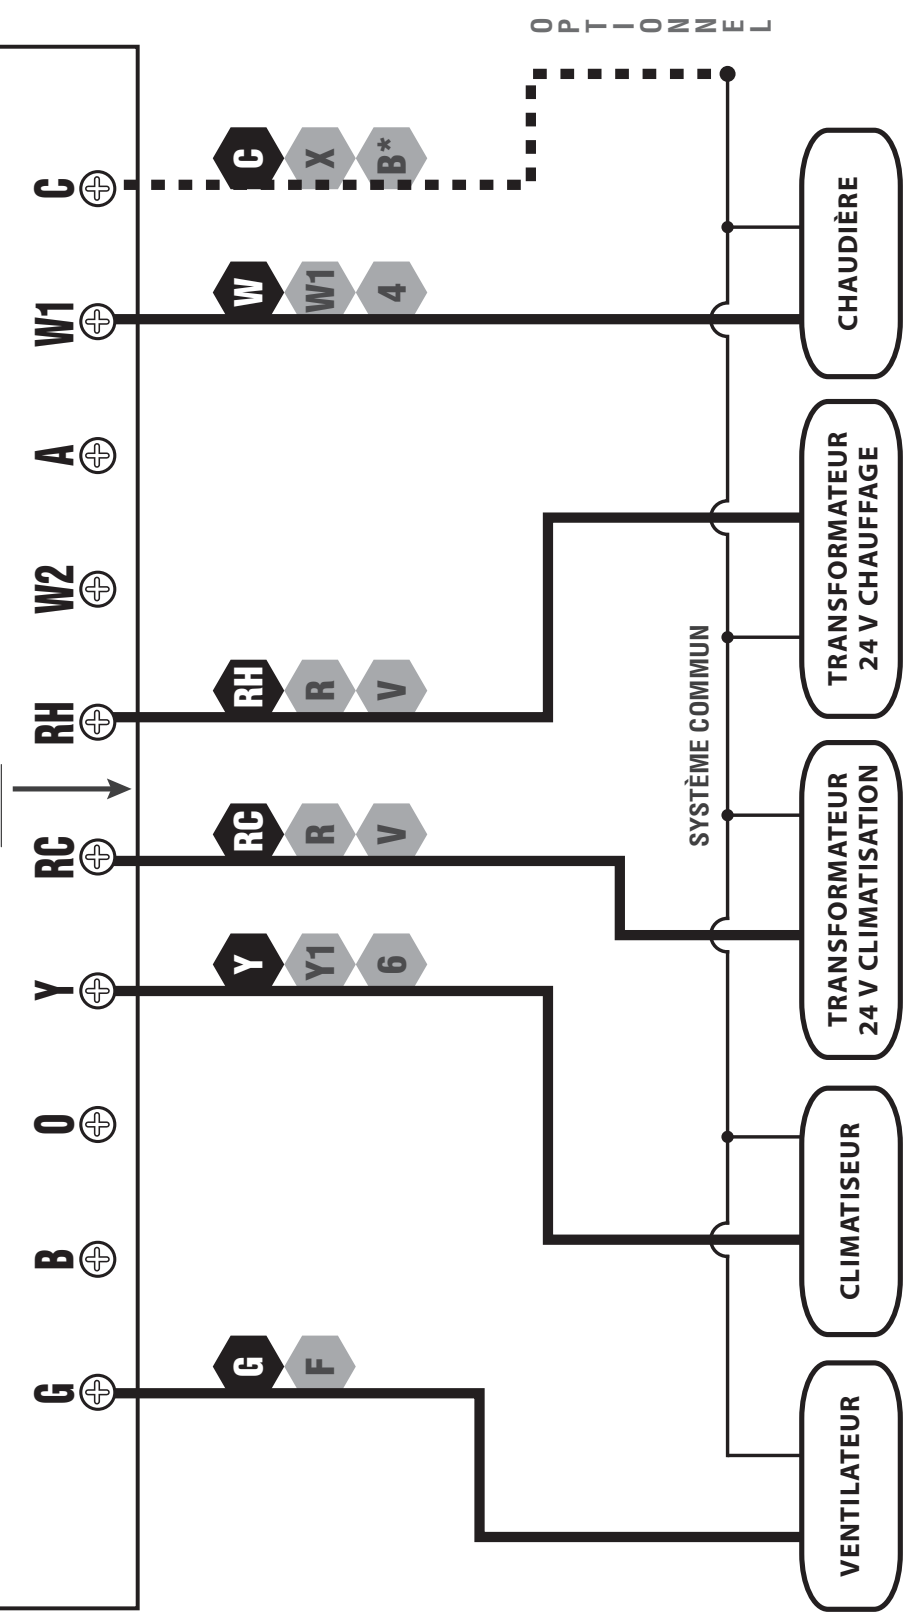 G
B
O
Y
RC
RH
W2
A
W1
C
G
F
Y
Y1
6
RC
R
V
RH
R
V
W
W1
4
C
X
B*
OPTIONNEL
SYSTÈME COMMUN
VENTILATEUR
CLIMATISEUR
TRANSFORMATEUR
24 V CLIMATISATION
TRANSFORMATEUR
24 V CHAUFFAGE
CHAUDIÈRE